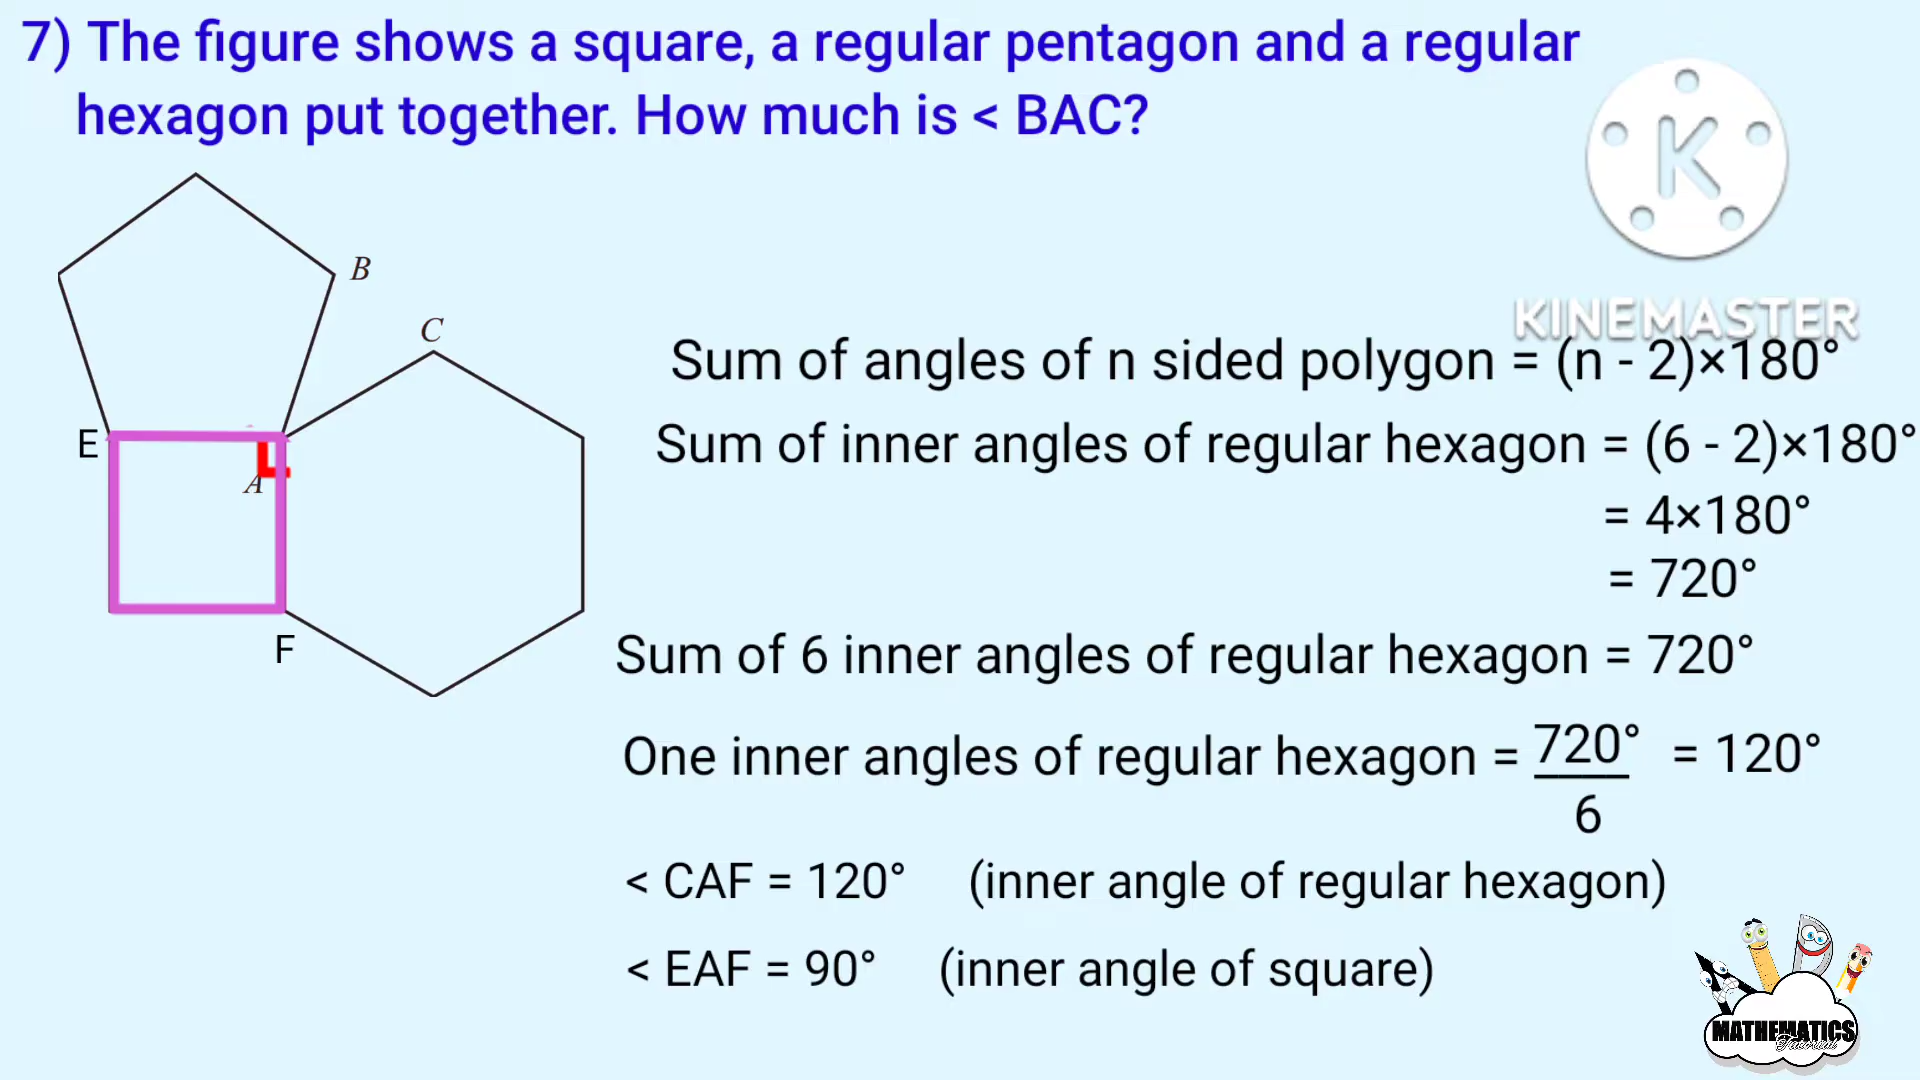 7) The figure shows a square, a regular pentagon and a regular
hexagon put together. How much is < BAC?
K
KINEMASTER
B
C
E
A
F
Sum of angles of n sided polygon = (n - 2)×180°
Sum of inner angles of regular hexagon = (6 - 2)×180°
= 4×180°
= 720°
Sum of 6 inner angles of regular hexagon = 720°
One inner angles of regular hexagon = 720° = 120°
6
< CAF = 120° (inner angle of regular hexagon)
< EAF = 90° (inner angle of square)
MATHEMATICS
Tutorial